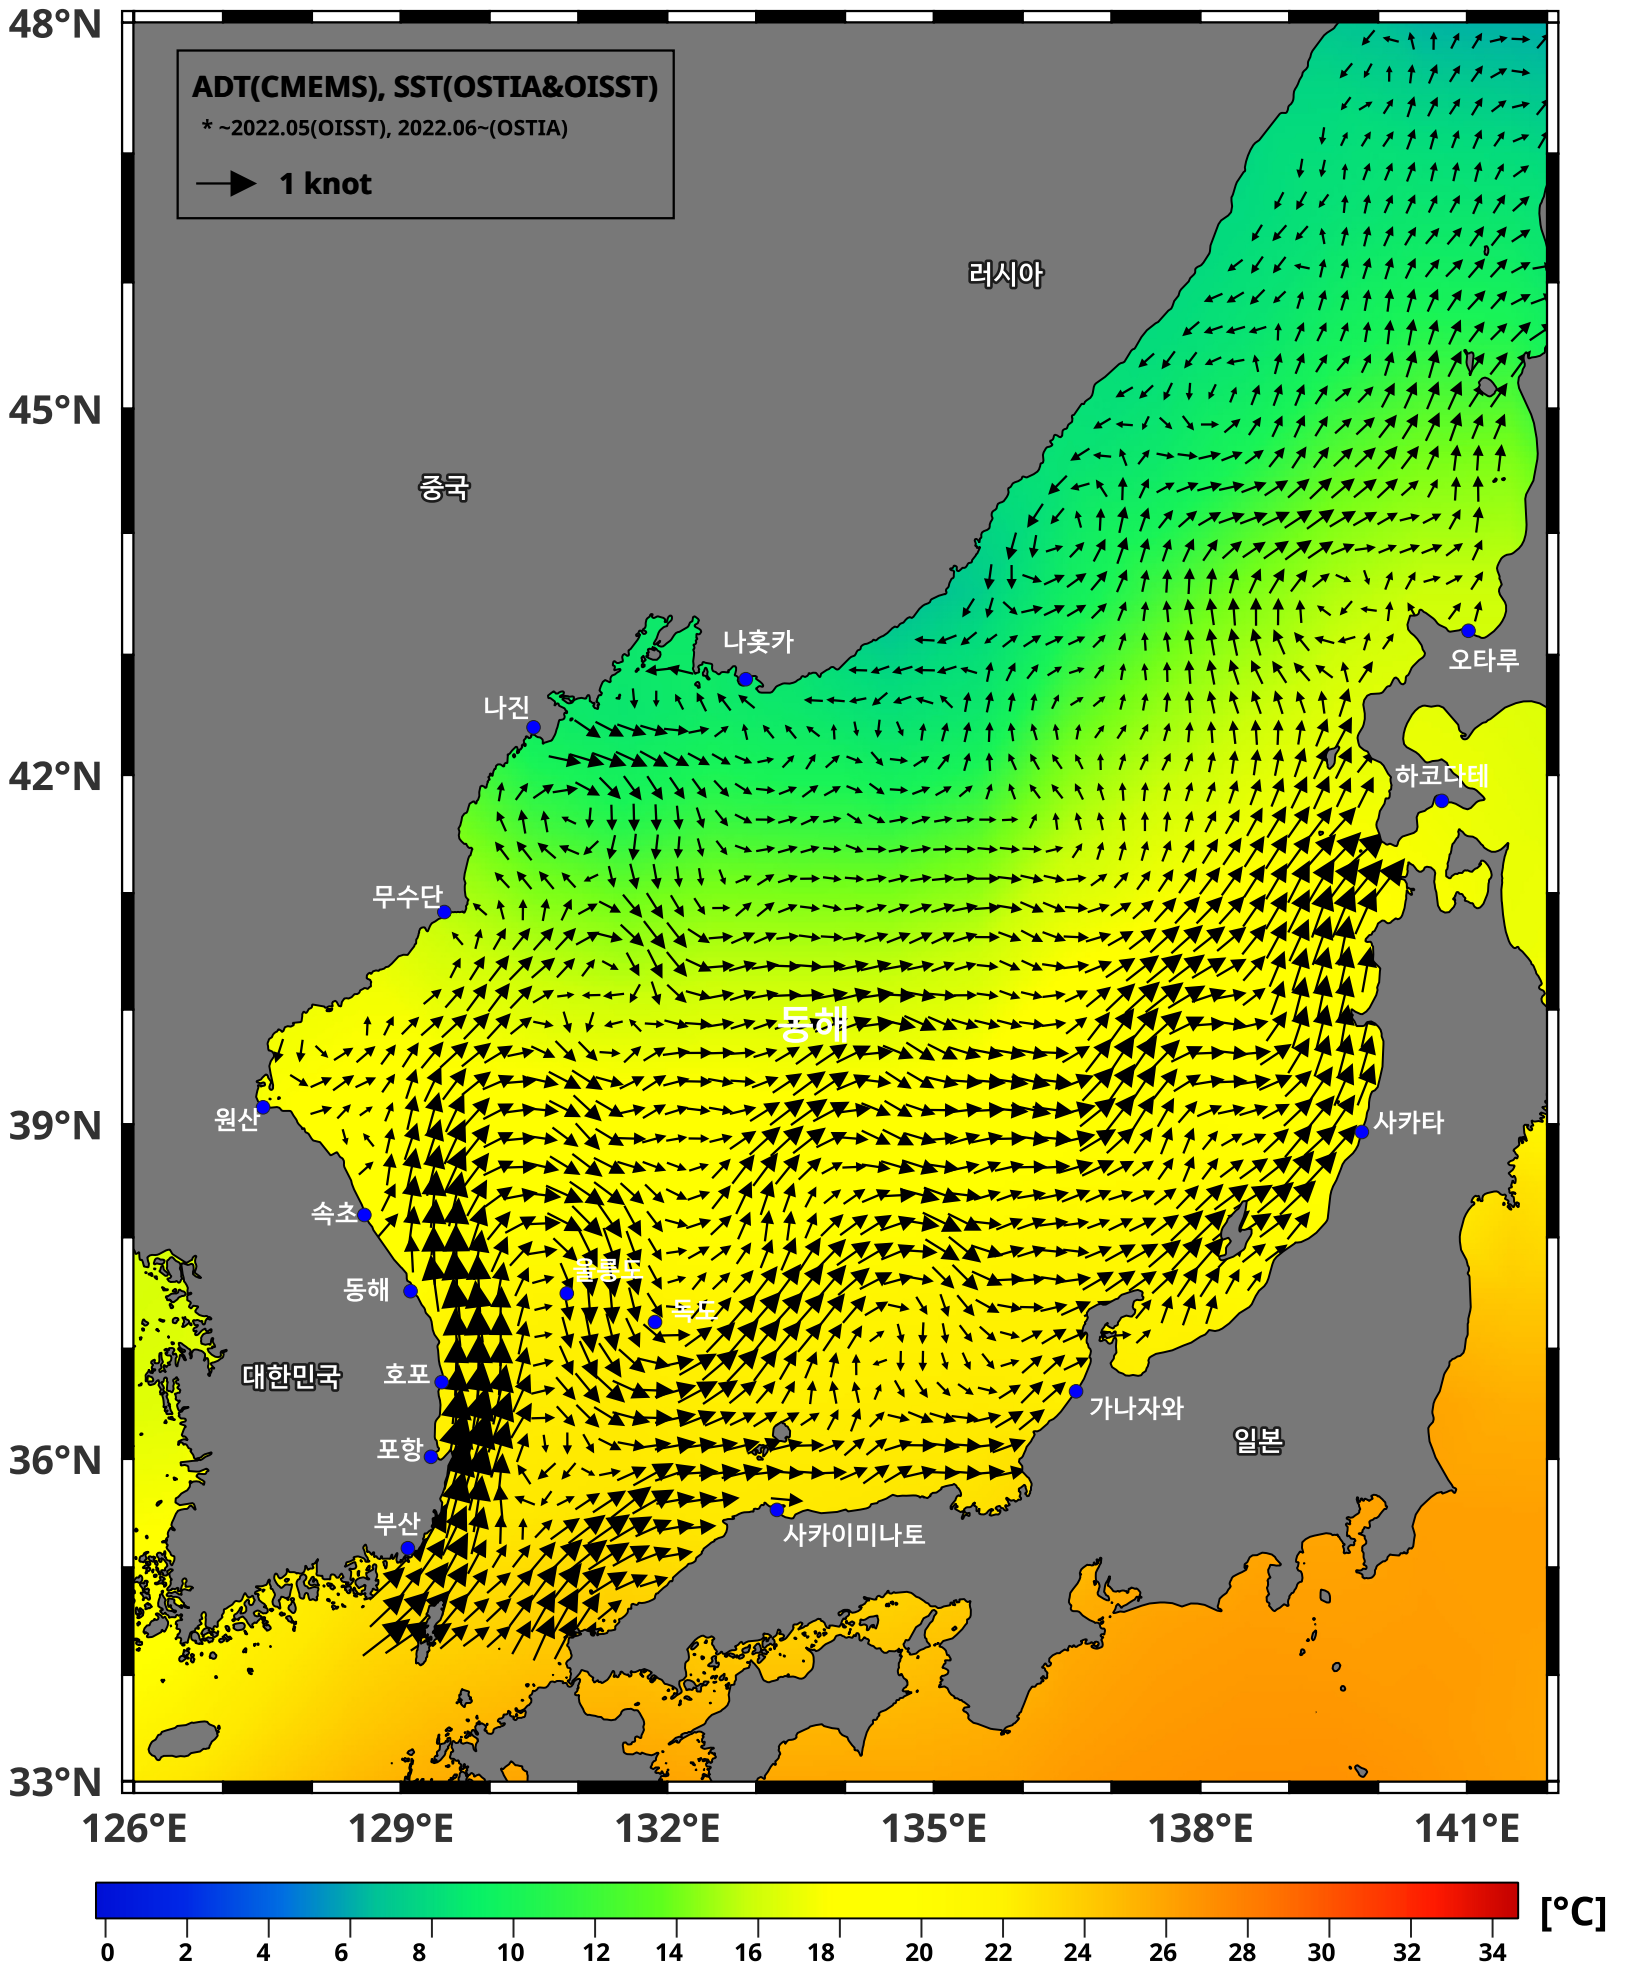 48°N
ADT(CMEMS), SST(OSTIA&OISST)
* ~2022.05(OISST), 2022.06~(OSTIA)
1 knot
러시아
45°N
중국
나홋카
오타루
나진
42°N
하코다테
무수단
동해
39°N
원산
사카타
속초
울릉도
동해
독도
대한민국
호포
가나자와
일본
36°N
포항
부산
사카이미나토
33°N
126°E 129°E 132°E 135°E 138°E 141°E
[°C]
0 2 4 6 8 10 12 14 16 18 20 22 24 26 28 30 32 34